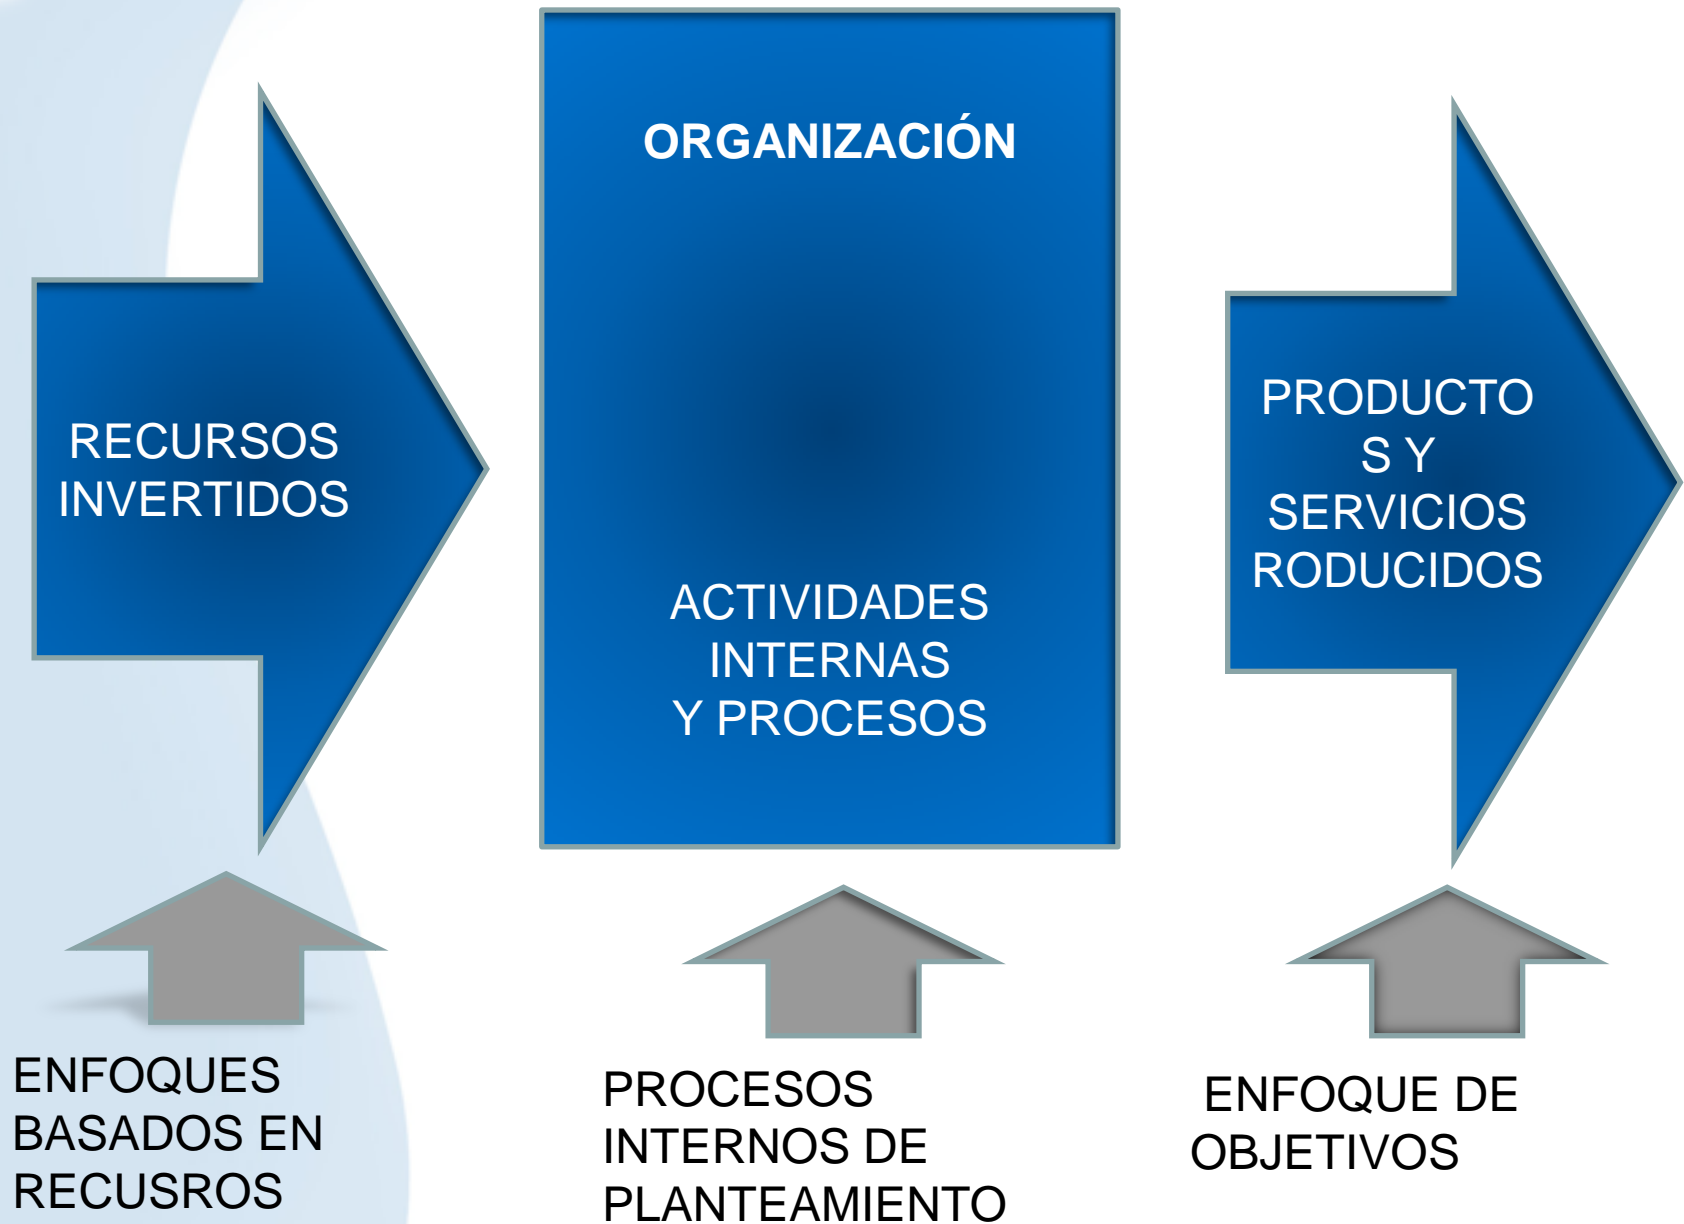 ORGANIZACIÓN
RECURSOS
INVERTIDOS
ACTIVIDADES
INTERNAS
Y PROCESOS
PRODUCTO
S Y
SERVICIOS
RODUCIDOS
ENFOQUES
BASADOS EN
RECUSROS
PROCESOS
INTERNOS DE
PLANTEAMIENTO
ENFOQUE DE
OBJETIVOS